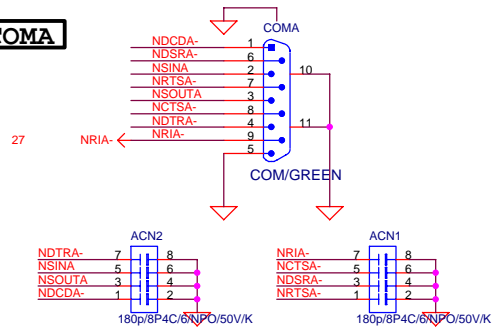 COMA
COMA
NDCDA- 1
NDSRA- 6
NSINA 2 10
NRTSA- 7
NSOUTA 3
NCTSA- 8
NDTRA- 4 11
27 NRIA- NRIA- 9
5
COM/GREEN
ACN2
NDTRA- 7 8
NSINA 5 6
NSOUTA 3 4
NDCDA- 1 2
180p/8P4C/6/NPO/50V/K
ACN1
NRIA- 7 8
NCTSA- 5 6
NDSRA- 3 4
NRTSA- 1 2
180p/8P4C/6/NPO/50V/K